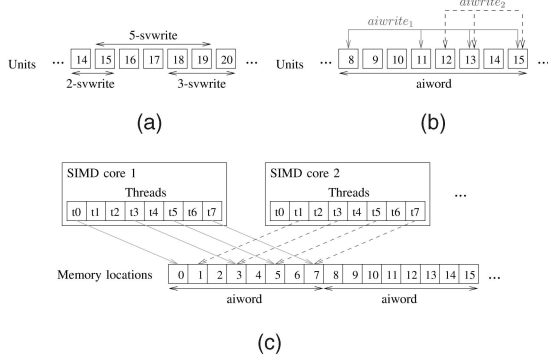 5-svwrite
Units ... 14 15 16 17 18 19 20 ...
2-svwrite 3-svwrite
(a)
aiwrite₂
aiwrite₁
Units ... 8 9 10 11 12 13 14 15 ...
aiword
(b)
SIMD core 1
Threads
t0 t1 t2 t3 t4 t5 t6 t7
SIMD core 2
Threads
t0 t1 t2 t3 t4 t5 t6 t7
...
Memory locations 0 1 2 3 4 5 6 7 8 9 10 11 12 13 14 15 ...
aiword aiword
(c)